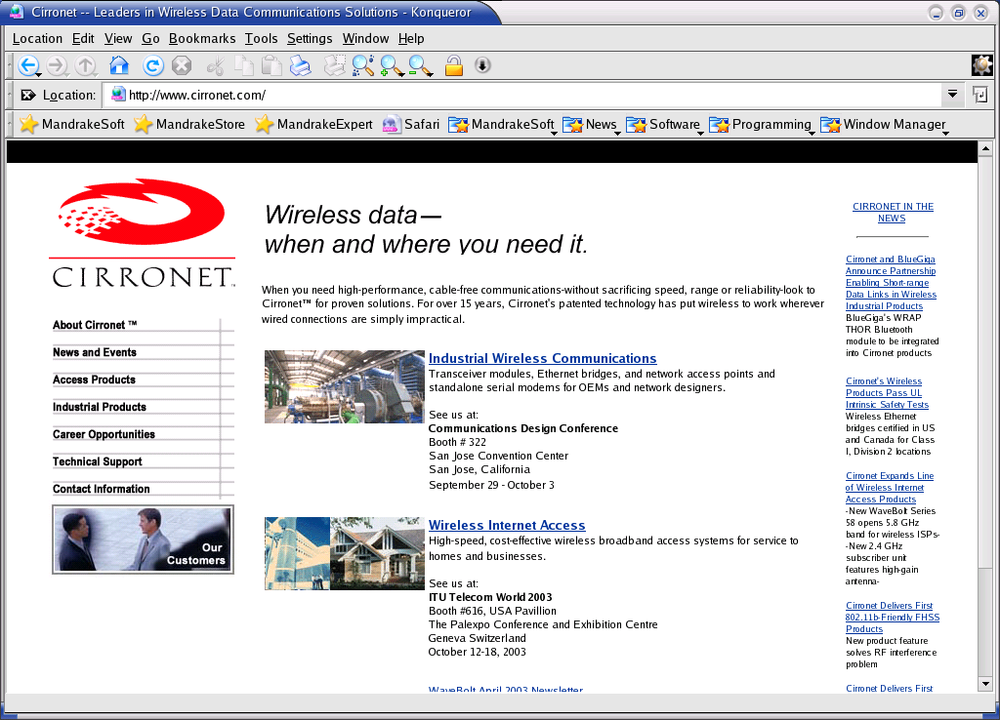 Cirronet -- Leaders in Wireless Data Communications Solutions - Konqueror
Location Edit View Go Bookmarks Tools Settings Window Help
Location: http://www.cirronet.com/
MandrakeSoft MandrakeStore MandrakeExpert Safari MandrakeSoft News Software Programming Window Manager
CIRRONET™
About Cirronet ™
News and Events
Access Products
Industrial Products
Career Opportunities
Technical Support
Contact Information
Our
Customers
Wireless data—
when and where you need it.
When you need high-performance, cable-free communications-without sacrificing speed, range or reliability-look to
Cirronet™ for proven solutions. For over 15 years, Cirronet's patented technology has put wireless to work wherever
wired connections are simply impractical.
Industrial Wireless Communications
Transceiver modules, Ethernet bridges, and network access points and
standalone serial modems for OEMs and network designers.
See us at:
Communications Design Conference
Booth # 322
San Jose Convention Center
San Jose, California
September 29 - October 3
Wireless Internet Access
High-speed, cost-effective wireless broadband access systems for service to
homes and businesses.
See us at:
ITU Telecom World 2003
Booth #616, USA Pavillion
The Palexpo Conference and Exhibition Centre
Geneva Switzerland
October 12-18, 2003
WaveBolt April 2003 Newsletter
CIRRONET IN THE
NEWS
Cirronet and BlueGiga
Announce Partnership
Enabling Short-range
Data Links in Wireless
Industrial Products
BlueGiga's WRAP
THOR Bluetooth
module to be integrated
into Cirronet products
Cirronet's Wireless
Products Pass UL
Intrinsic Safety Tests
Wireless Ethernet
bridges certified in US
and Canada for Class
I, Division 2 locations
Cirronet Expands Line
of Wireless Internet
Access Products
-New WaveBolt Series
58 opens 5.8 GHz
band for wireless ISPs-
-New 2.4 GHz
subscriber unit
features high-gain
antenna-
Cirronet Delivers First
802.11b-Friendly FHSS
Products
New product feature
solves RF interference
problem
Cirronet Delivers First